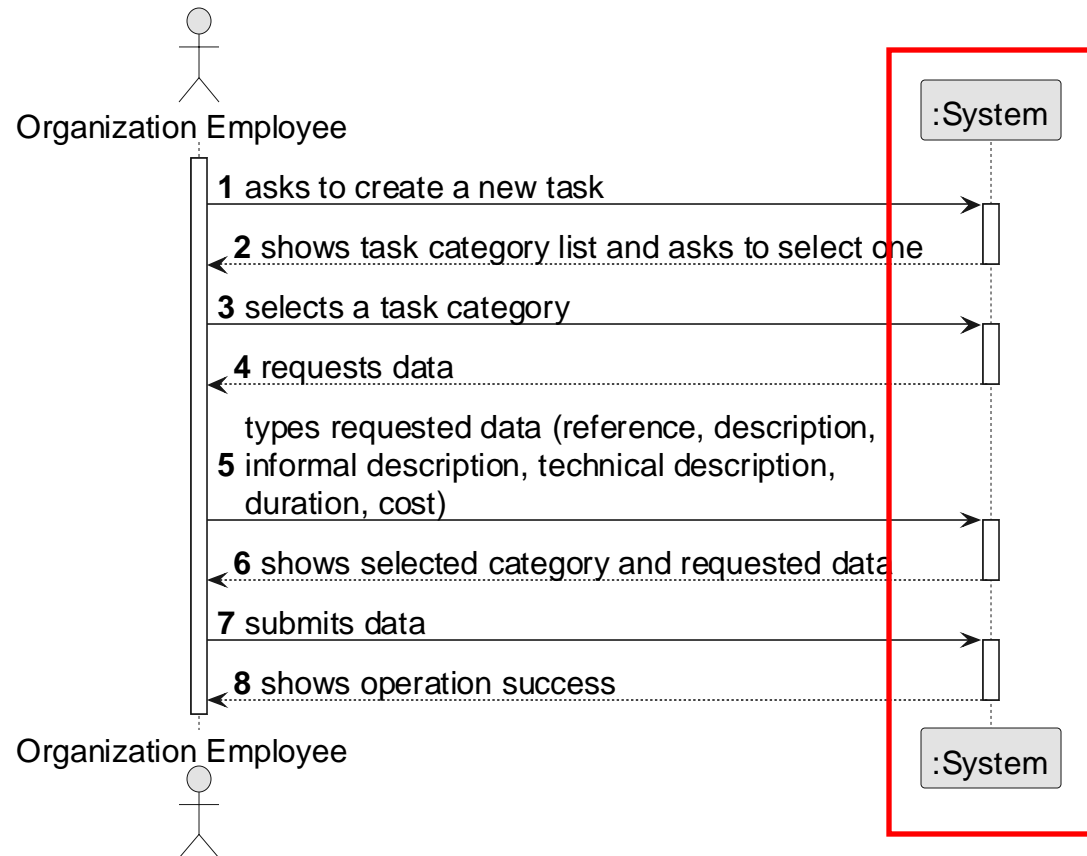 Organization Employee
:System
1 asks to create a new task
2 shows task category list and asks to select one
3 selects a task category
4 requests data
types requested data (reference, description,
5 informal description, technical description,
duration, cost)
6 shows selected category and requested data
7 submits data
8 shows operation success
Organization Employee
:System